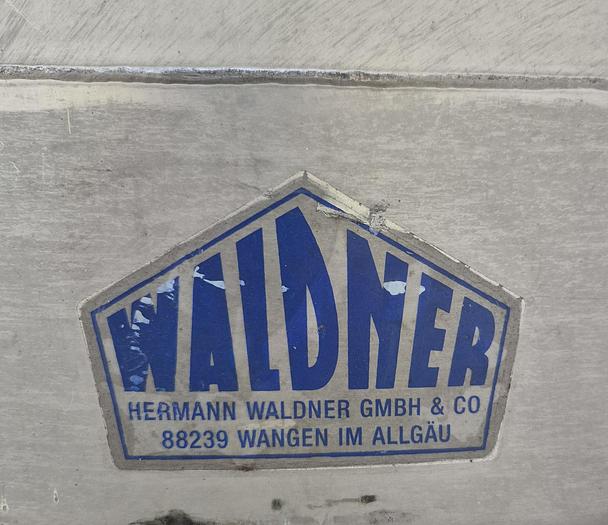 WALDNER
HERMANN WALDNER GMBH & CO
88239 WANGEN IM ALLGÄU